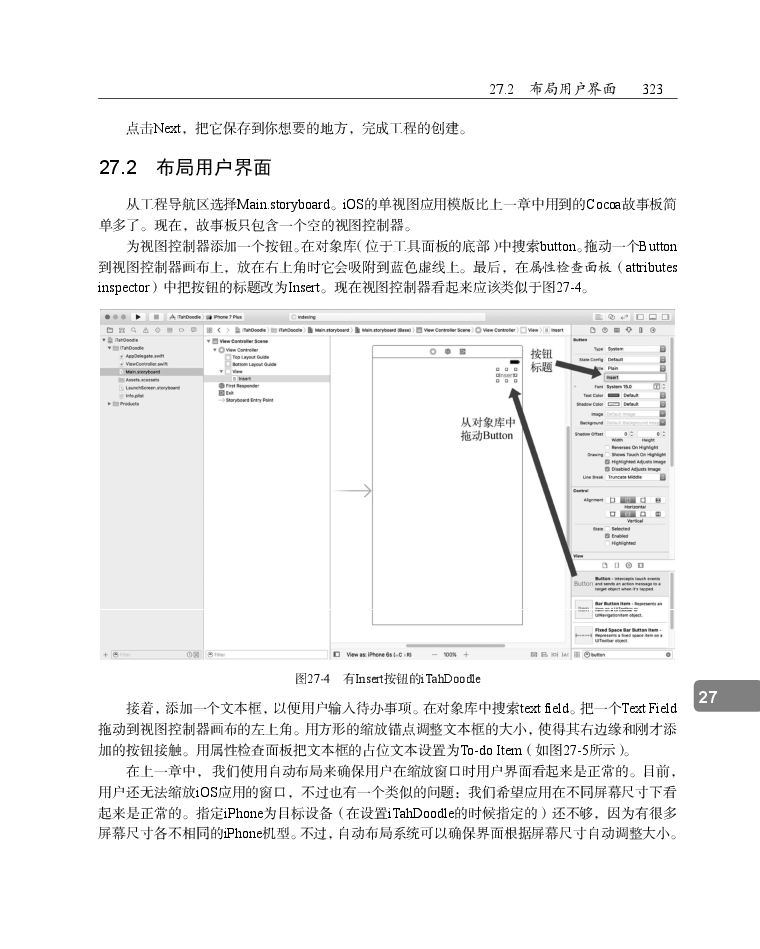 27.2 布局用户界面 323
点击Next，把它保存到你想要的地方，完成工程的创建。
27.2 布局用户界面
从工程导航区选择Main.storyboard。iOS的单视图应用模版比上一章中用到的Cocoa故事板简
单多了。现在，故事板只包含一个空的视图控制器。
为视图控制器添加一个按钮。在对象库（位于工具面板的底部）中搜索button。拖动一个Button
到视图控制器画布上，放在右上角时它会吸附到蓝色虚线上。最后，在属性检查面板（attributes
inspector）中把按钮的标题改为Insert。现在视图控制器看起来应该类似于图27-4。
iTahDoodle iPhone 7 Plus Indexing
iTahDoodle iTahDoodle Main.storyboard Main.storyboard (Base) View Controller Scene View Controller View Insert
iTahDoodle
iTahDoodle
AppDelegate.swift
ViewController.swift
Main.storyboard
Assets.xcassets
LaunchScreen.storyboard
Info.plist
Products
View Controller Scene
View Controller
Top Layout Guide
Bottom Layout Guide
View
Insert
First Responder
Exit
Storyboard Entry Point
Insert
按钮
标题
从对象库中
拖动Button
Button
Type System
State Config Default
Title Plain
Insert
Font System 15.0
Text Color Default
Shadow Color Default
Image Default Image
Background Default Background Image
Shadow Offset 0 0
Width Height
Reverses On Highlight
Drawing Shows Touch On Highlight
Highlighted Adjusts Image
Disabled Adjusts Image
Line Break Truncate Middle
Control
Alignment
Horizontal
Vertical
State Selected
Enabled
Highlighted
View
Button Button - Intercepts touch events
and sends an action message to a
target object when it's tapped.
Bar Button Item - Represents an
item on a UIToolbar or
UINavigationItem object.
Fixed Space Bar Button Item -
Represents a fixed space item on a
UIToolbar object.
Filter Filter View as: iPhone 6s (wC hR) 100% button
图27-4 有Insert按钮的iTahDoodle
接着，添加一个文本框，以便用户输入待办事项。在对象库中搜索text field。把一个Text Field
拖动到视图控制器画布的左上角。用方形的缩放锚点调整文本框的大小，使得其右边缘和刚才添
加的按钮接触。用属性检查面板把文本框的占位文本设置为To-do Item（如图27-5所示）。
27
在上一章中，我们使用自动布局来确保用户在缩放窗口时用户界面看起来是正常的。目前，
用户还无法缩放iOS应用的窗口，不过也有一个类似的问题：我们希望应用在不同屏幕尺寸下看
起来是正常的。指定iPhone为目标设备（在设置iTahDoodle的时候指定的）还不够，因为有很多
屏幕尺寸各不相同的iPhone机型。不过，自动布局系统可以确保界面根据屏幕尺寸自动调整大小。